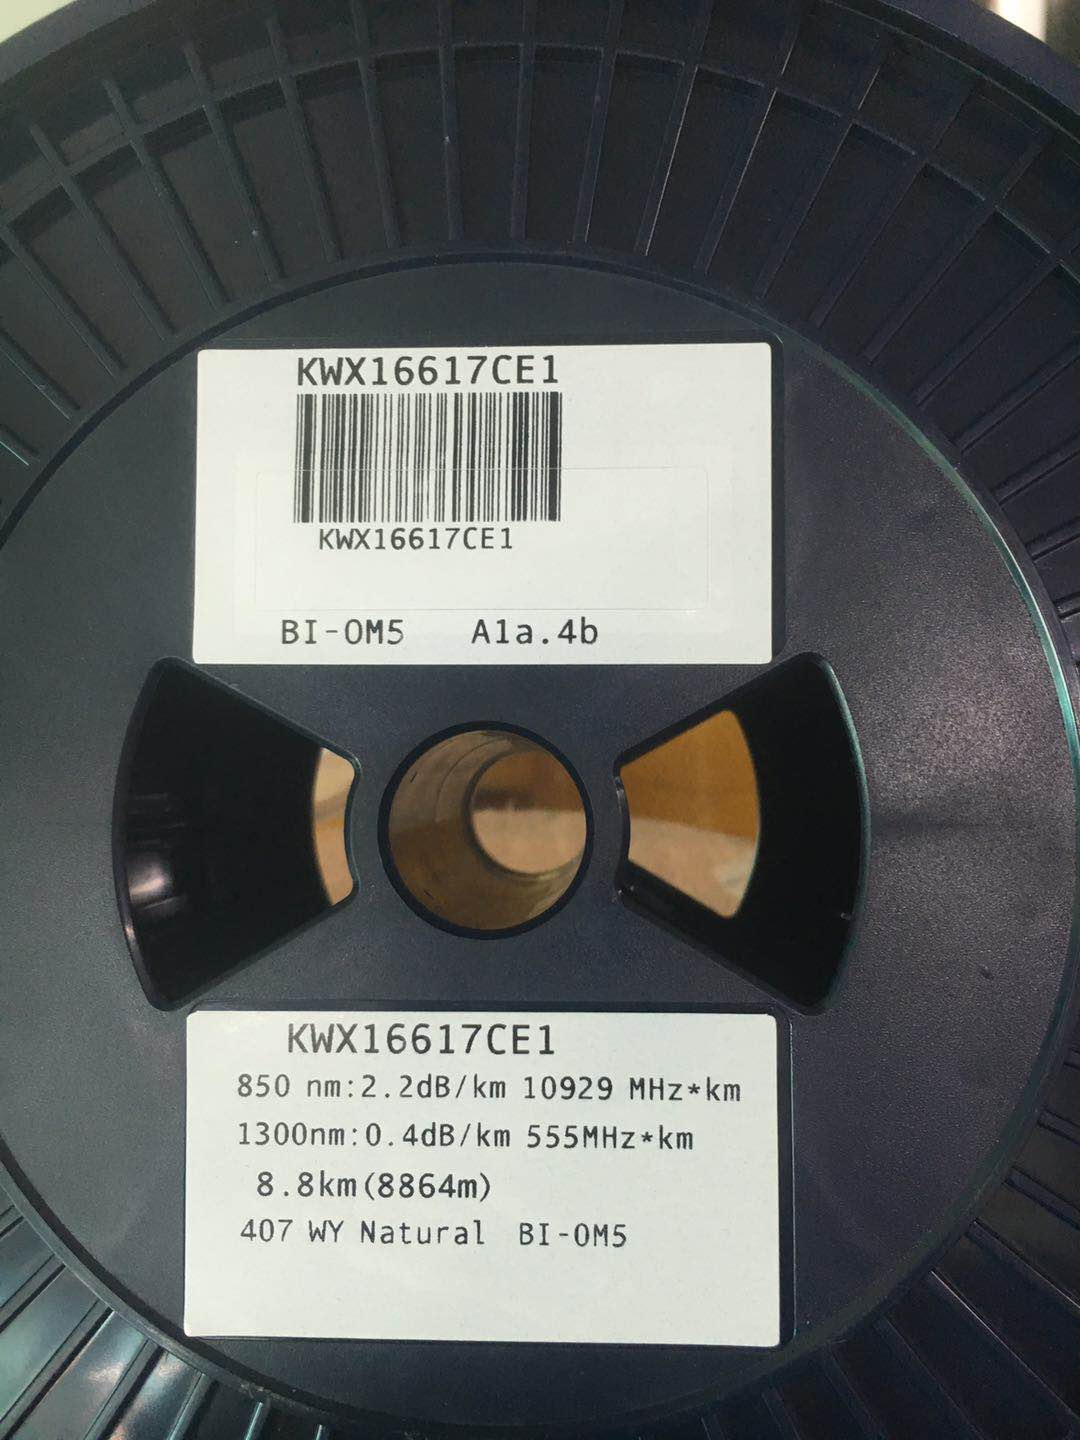 KWX16617CE1
KWX16617CE1
BI-OM5 A1a.4b
KWX16617CE1
850 nm:2.2dB/km 10929 MHz*km
1300nm:0.4dB/km 555MHz*km
8.8km(8864m)
407 WY Natural BI-OM5